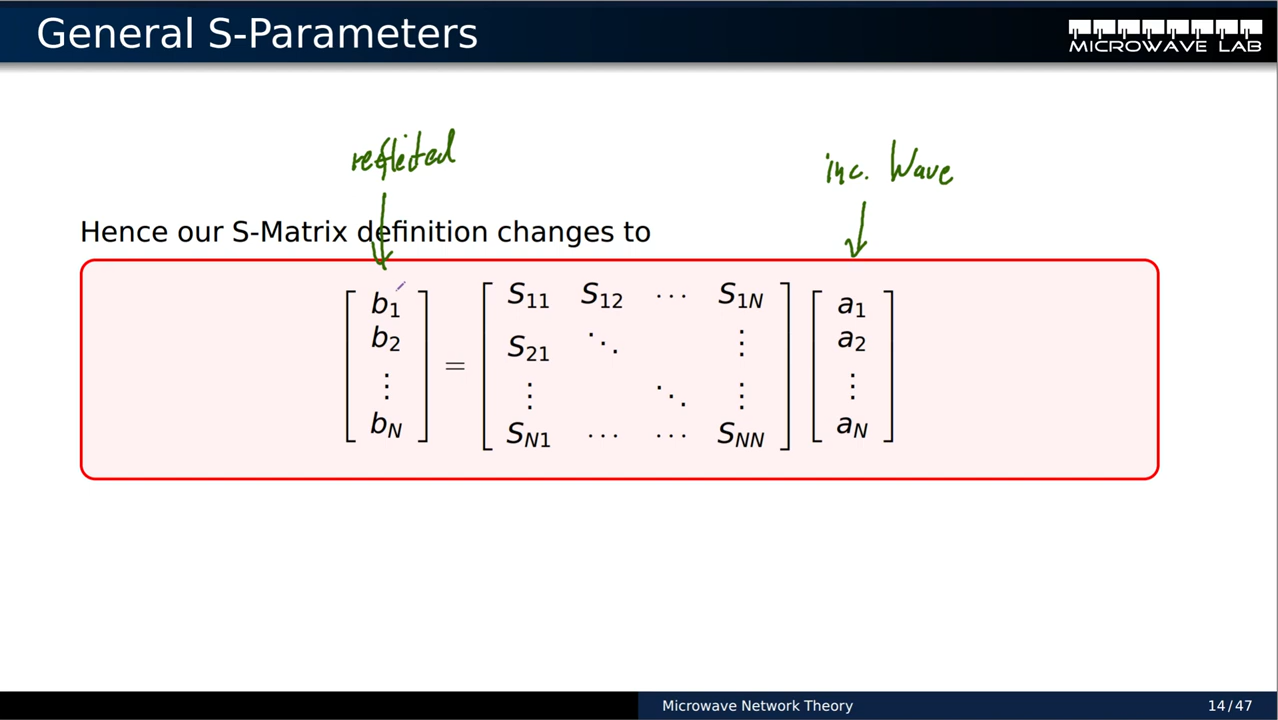 General S-Parameters
MICROWAVE LAB
reflected
inc. Wave
Hence our S-Matrix definition changes to
[b₁ b₂ ⋮ b_N] = [S₁₁ S₁₂ ⋯ S₁N
S₂₁ ⋱ ⋮
⋮ ⋱ ⋮
S_N1 ⋯ ⋯ S_NN] [a₁ a₂ ⋮ a_N]
Microwave Network Theory
14/47